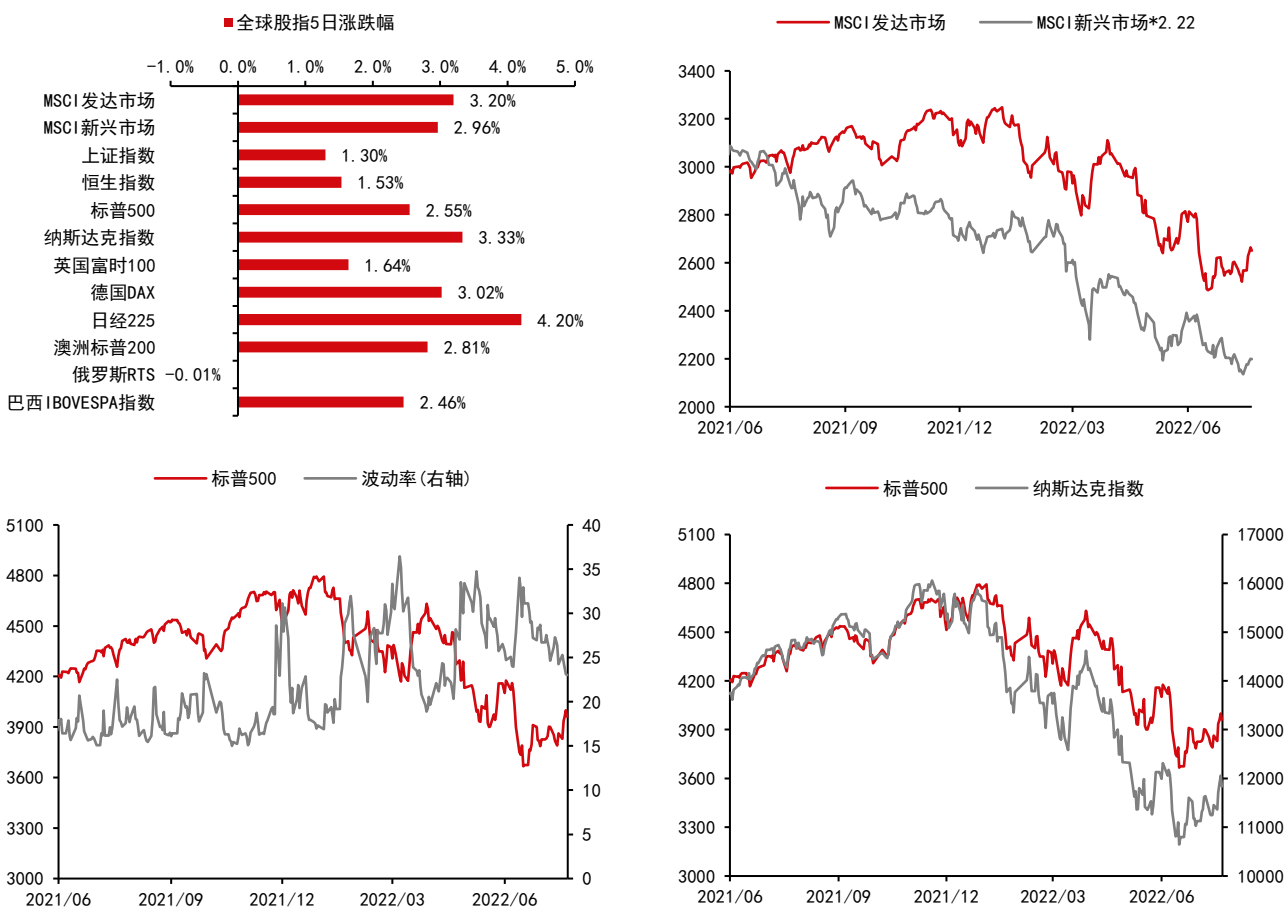 全球股指5日涨跌幅
-1.0% 0.0% 1.0% 2.0% 3.0% 4.0% 5.0%
MSCI发达市场 3.20%
MSCI新兴市场 2.96%
上证指数 1.30%
恒生指数 1.53%
标普500 2.55%
纳斯达克指数 3.33%
英国富时100 1.64%
德国DAX 3.02%
日经225 4.20%
澳洲标普200 2.81%
俄罗斯RTS -0.01%
巴西IBOVESPA指数 2.46%
MSCI发达市场 MSCI新兴市场*2.22
3400
3200
3000
2800
2600
2400
2200
2000
2021/06 2021/09 2021/12 2022/03 2022/06
标普500 波动率(右轴)
5100 40
4800 35
4500 30
4200 25
3900 20
3600 15
3300 10
3000 5
0
2021/06 2021/09 2021/12 2022/03 2022/06
标普500 纳斯达克指数
5100 17000
4800 16000
4500 15000
4200 14000
3900 13000
3600 12000
3300 11000
3000 10000
2021/06 2021/09 2021/12 2022/03 2022/06